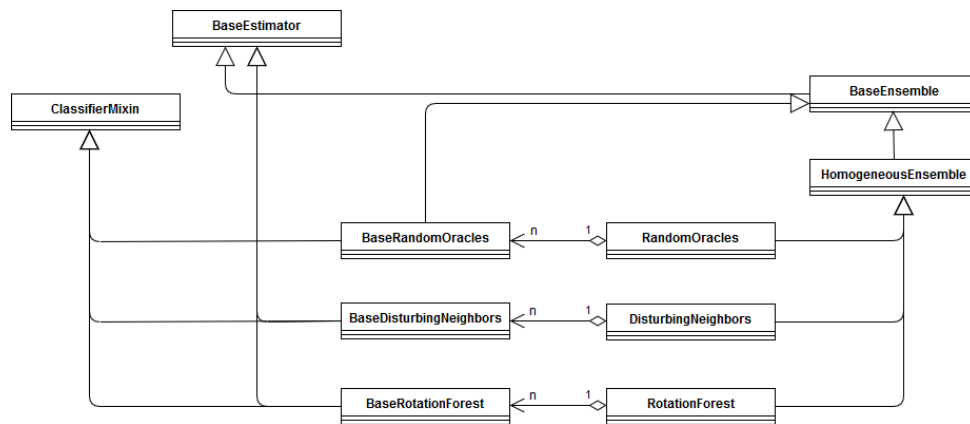 BaseEstimator
BaseEnsemble
ClassifierMixin
HomogeneousEnsemble
BaseRandomOracles
n
1
RandomOracles
BaseDisturbingNeighbors
n
1
DisturbingNeighbors
BaseRotationForest
n
1
RotationForest